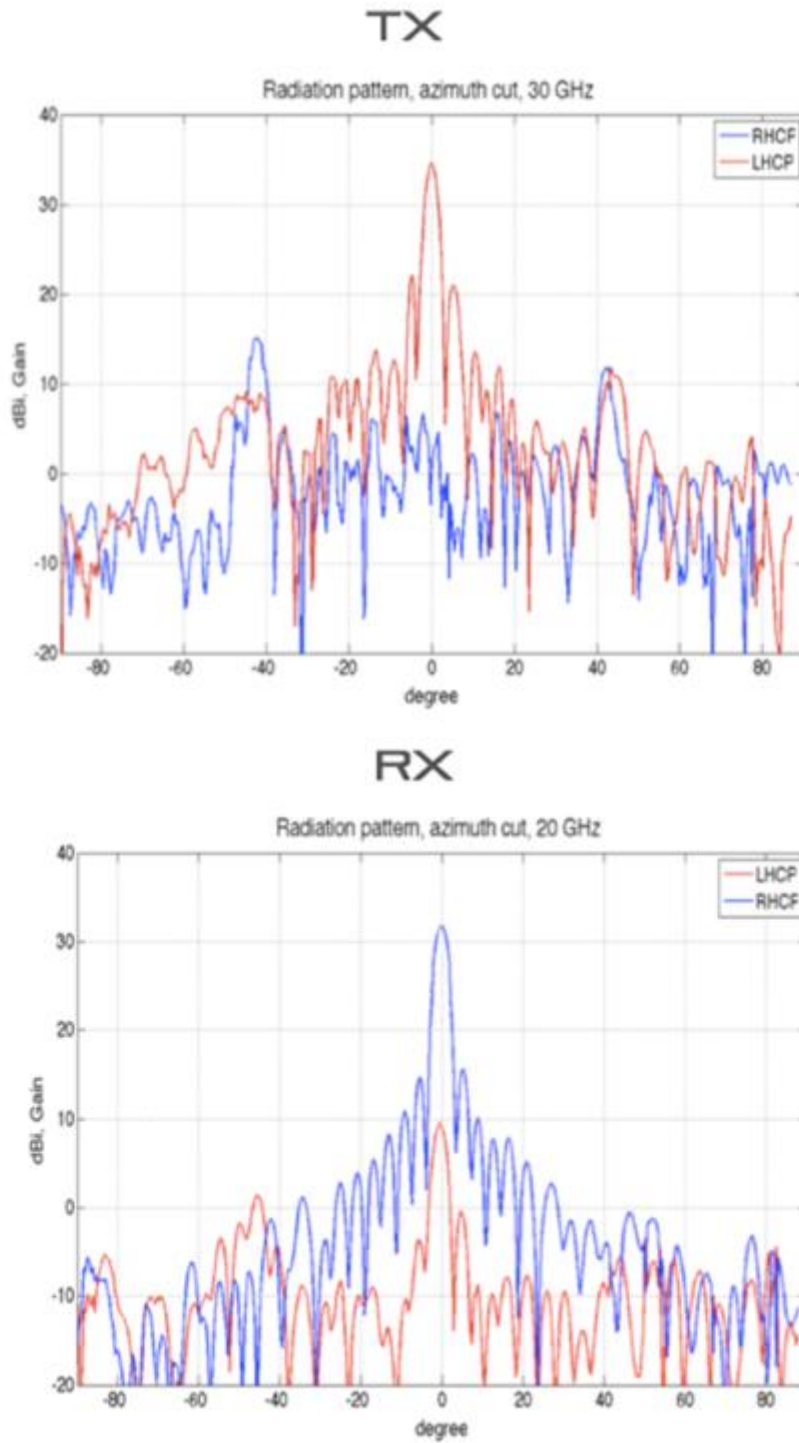 TX
Radiation pattern, azimuth cut, 30 GHz
RHCP
LHCP
40
30
20
10
0
-10
-20
dBi, Gain
-80 -60 -40 -20 0 20 40 60 80
degree
RX
Radiation pattern, azimuth cut, 20 GHz
LHCP
RHCP
40
30
20
10
0
-10
-20
dBi, Gain
-80 -60 -40 -20 0 20 40 60 80
degree